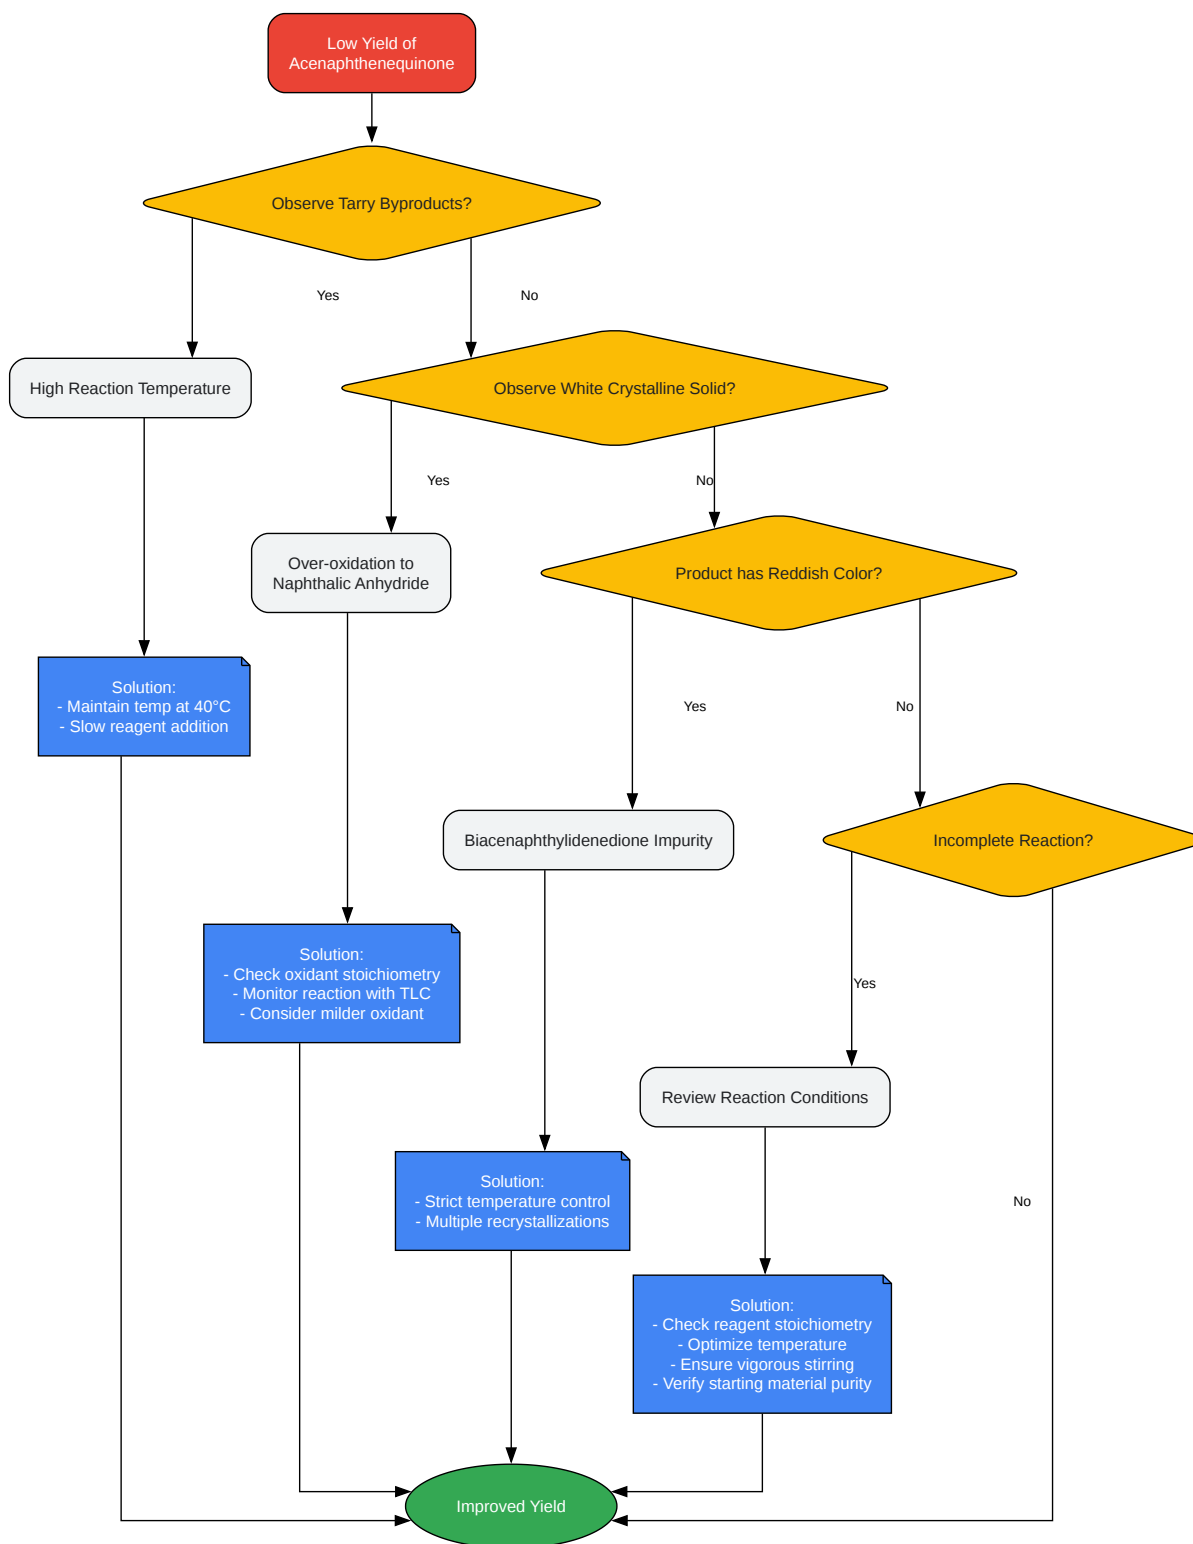 Low Yield of
Acenaphthenequinone
Observe Tarry Byproducts?
Yes
No
High Reaction Temperature
Observe White Crystalline Solid?
Yes
No
Over-oxidation to
Naphthalic Anhydride
Product has Reddish Color?
Solution:
- Maintain temp at 40°C
- Slow reagent addition
Yes
No
Biacenaphthylidenedione Impurity
Incomplete Reaction?
Solution:
- Check oxidant stoichiometry
- Monitor reaction with TLC
- Consider milder oxidant
Yes
Review Reaction Conditions
Solution:
- Strict temperature control
- Multiple recrystallizations
No
Solution:
- Check reagent stoichiometry
- Optimize temperature
- Ensure vigorous stirring
- Verify starting material purity
Improved Yield